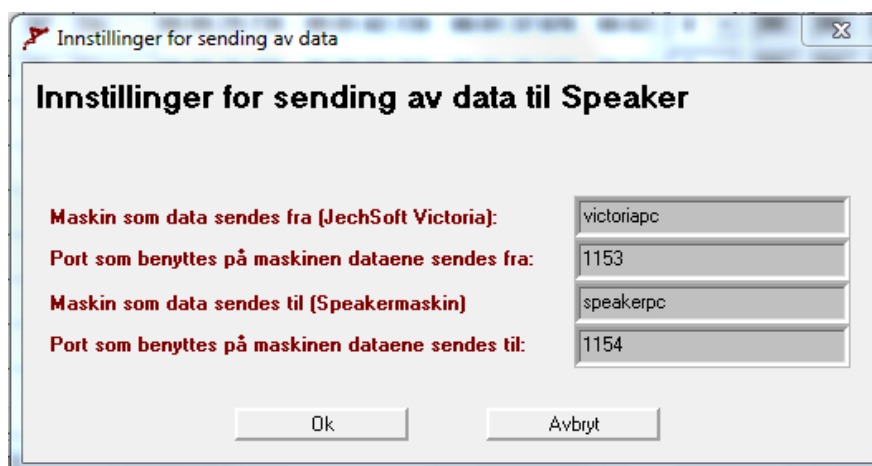 Innstillinger for sending av data
Innstillinger for sending av data til Speaker
Maskin som data sendes fra (JechSoft Victoria): victoriapc
Port som benyttes på maskinen dataene sendes fra: 1153
Maskin som data sendes til (Speakermaskin) speakerpc
Port som benyttes på maskinen dataene sendes til: 1154
Ok Avbryt